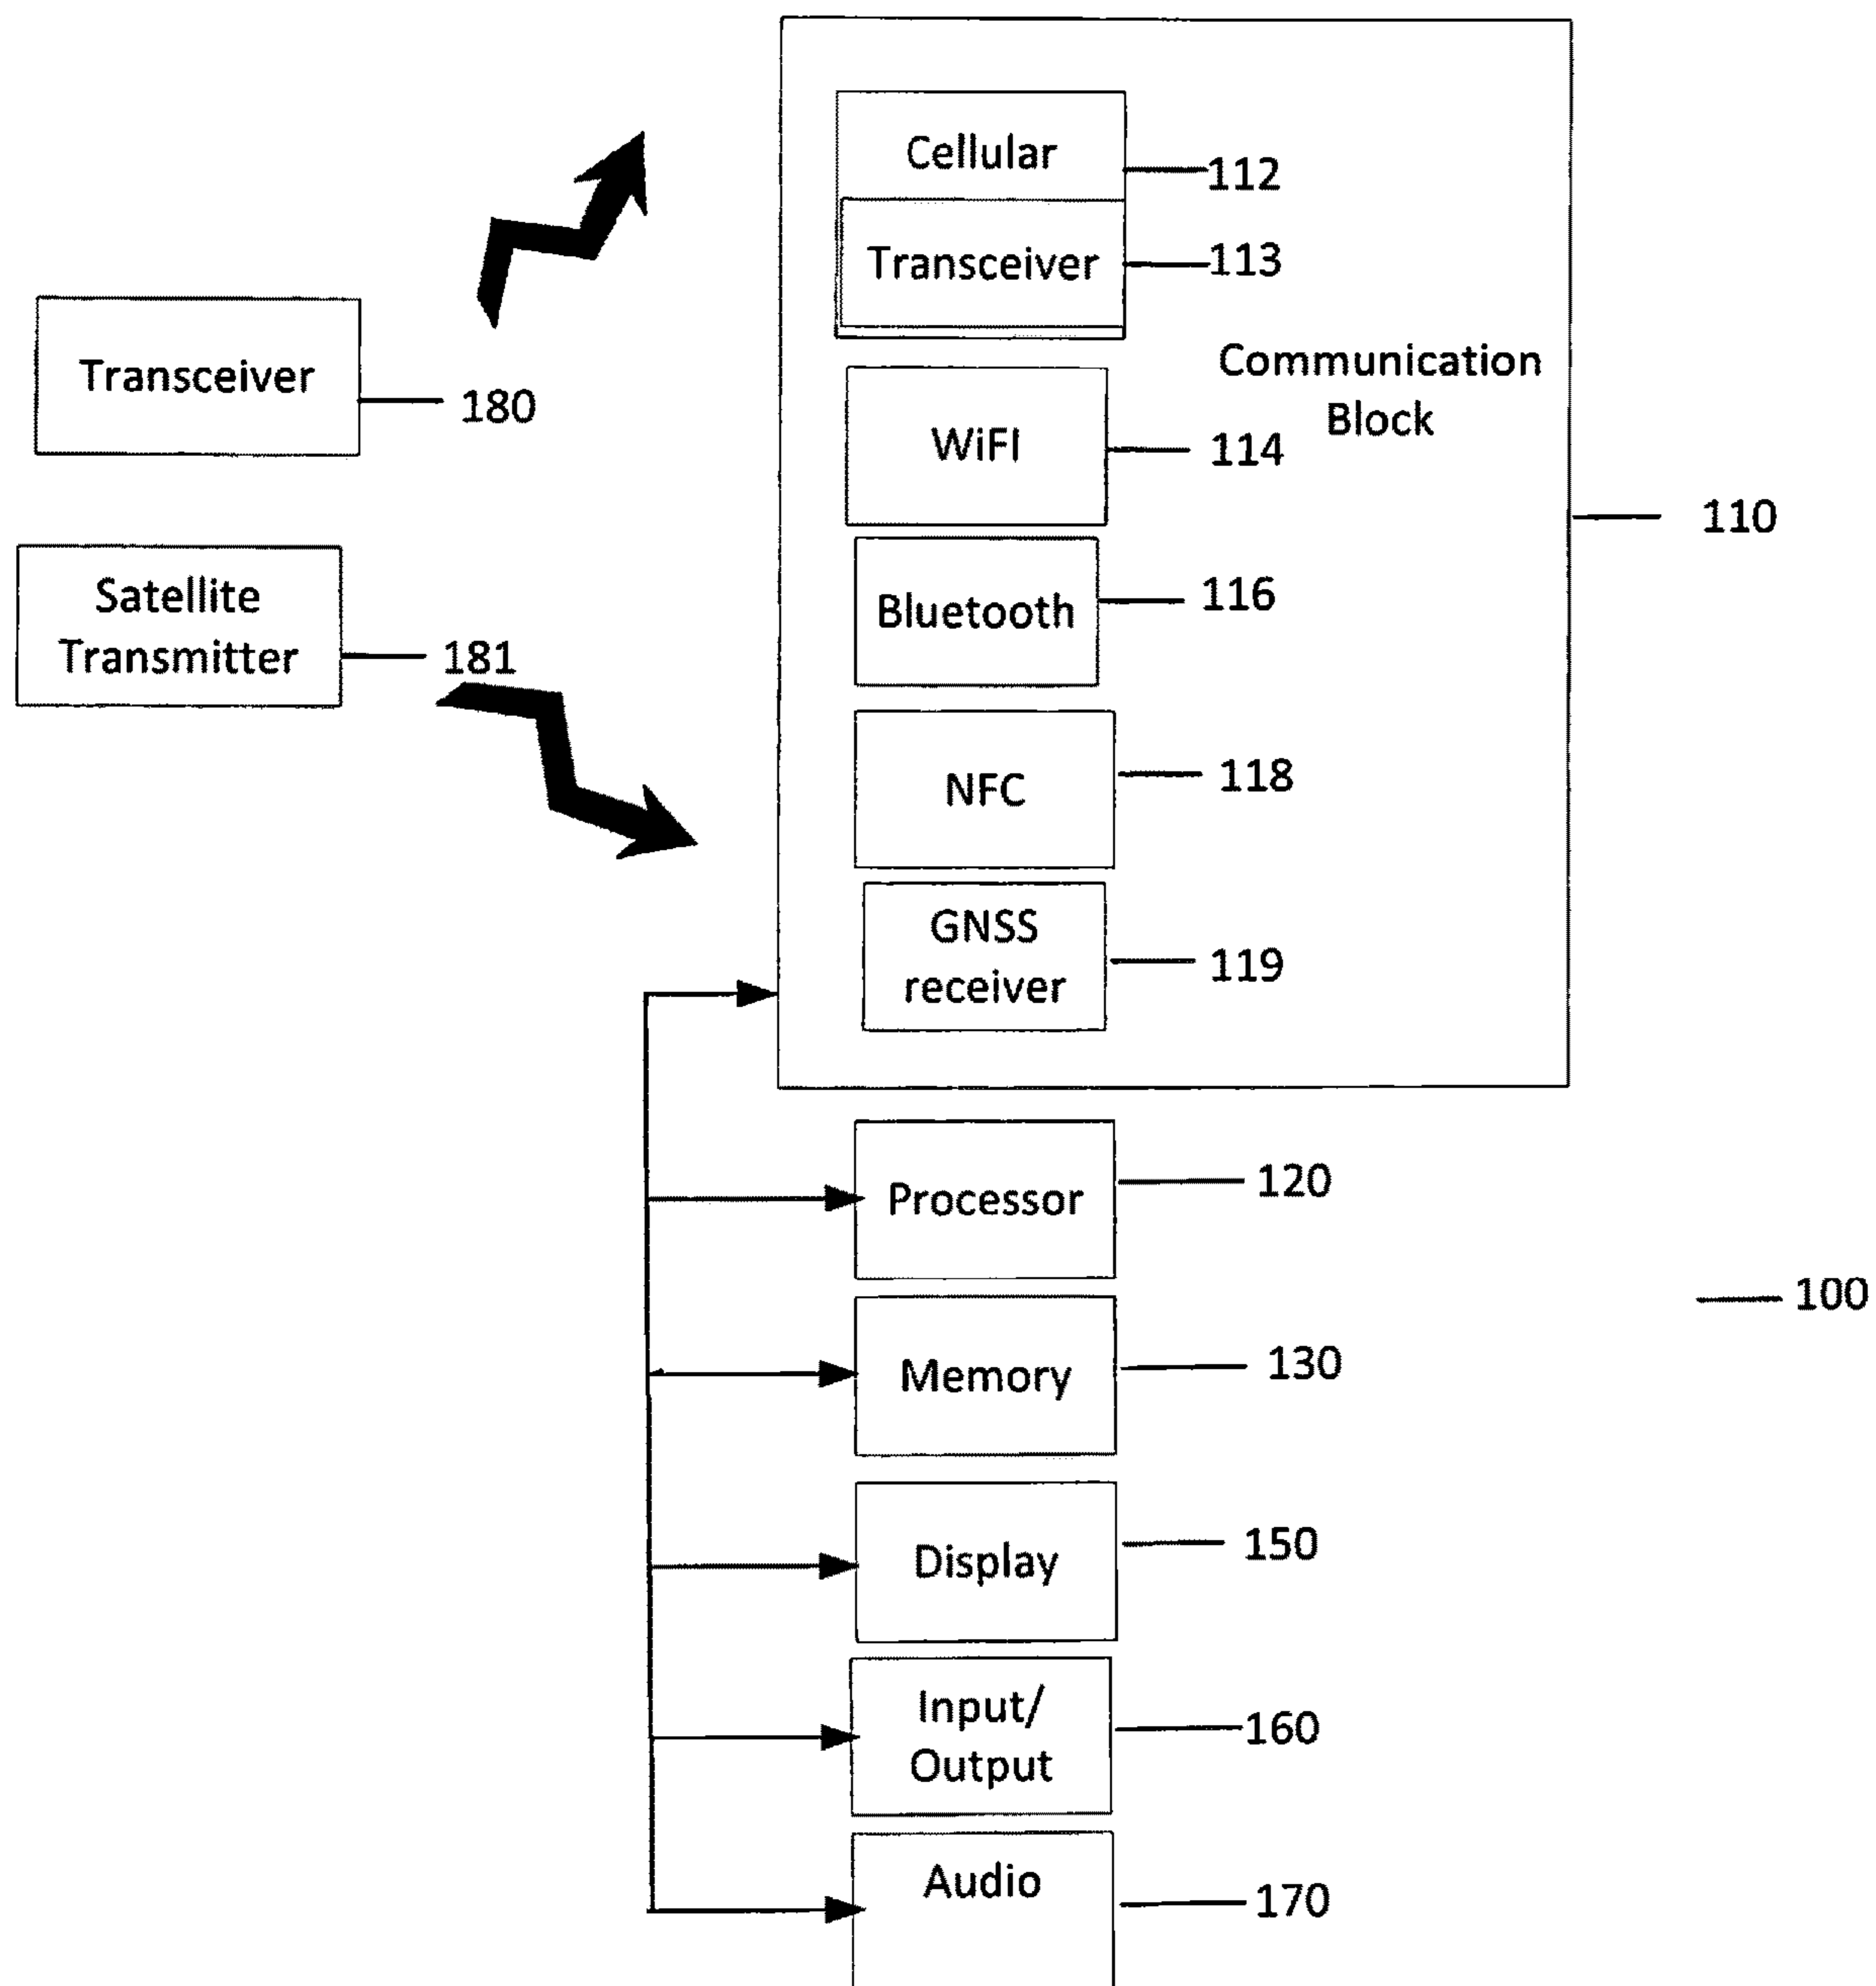 Cellular
112
Transceiver
113
Communication
Block
Transceiver
180
WiFI
114
110
Satellite
Transmitter
181
Bluetooth
116
NFC
118
GNSS
receiver
119
Processor
120
100
Memory
130
Display
150
Input/
Output
160
Audio
170